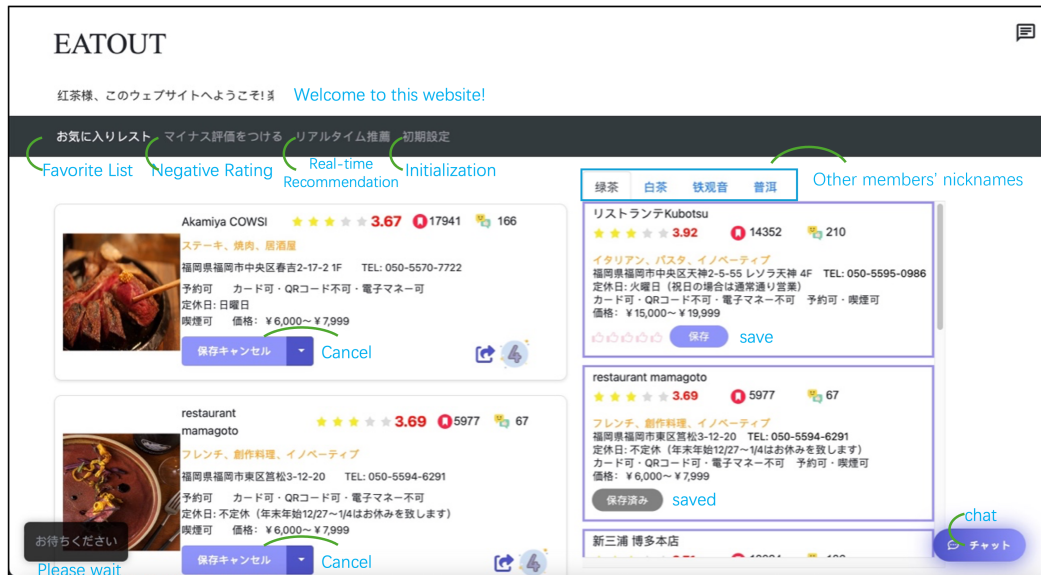 EATOUT
紅茶様、このウェブサイトへようこそ!
Welcome to this website!
お気に入りレスト マイナス評価をつける リアルタイム推薦 初期設定
Favorite List
Negative Rating
Real-time
Recommendation
Initialization
Other members' nicknames
绿茶 白茶 铁观音 普洱
Akamiya COWSI 3.67 17941 166
ステーキ、焼肉、居酒屋
福岡県福岡市中央区春吉2-17-2 1F TEL: 050-5570-7722
予約可 カード可・QRコード不可・電子マネー可
定休日: 日曜日
喫煙可 価格: ¥6,000~¥7,999
保存キャンセル
Cancel
4
restaurant
mamagoto
3.69 5977 67
フレンチ、創作料理、イノベーティブ
福岡県福岡市東区筥松3-12-20 TEL: 050-5594-6291
予約可 カード可・QRコード可・電子マネー不可
定休日: 不定休(年末年始12/27~1/4はお休みを致します)
喫煙可 価格: ¥6,000~¥7,999
保存キャンセル
Cancel
4
お待ちください
Please wait
リストランテKubotsu
3.92 14352 210
イタリアン、パスタ、イノベーティブ
福岡県福岡市中央区天神2-5-55 レソラ天神 4F TEL: 050-5595-0986
定休日: 火曜日(祝日の場合は通常通り営業)
カード可・QRコード不可・電子マネー不可 予約可・喫煙可
価格: ¥15,000~¥19,999
保存
save
restaurant mamagoto
3.69 5977 67
フレンチ、創作料理、イノベーティブ
福岡県福岡市東区筥松3-12-20 TEL: 050-5594-6291
定休日: 不定休(年末年始12/27~1/4はお休みを致します)
カード可・QRコード可・電子マネー不可 予約可・喫煙可
価格: ¥6,000~¥7,999
保存済み
saved
新三浦 博多本店
chat
チャット